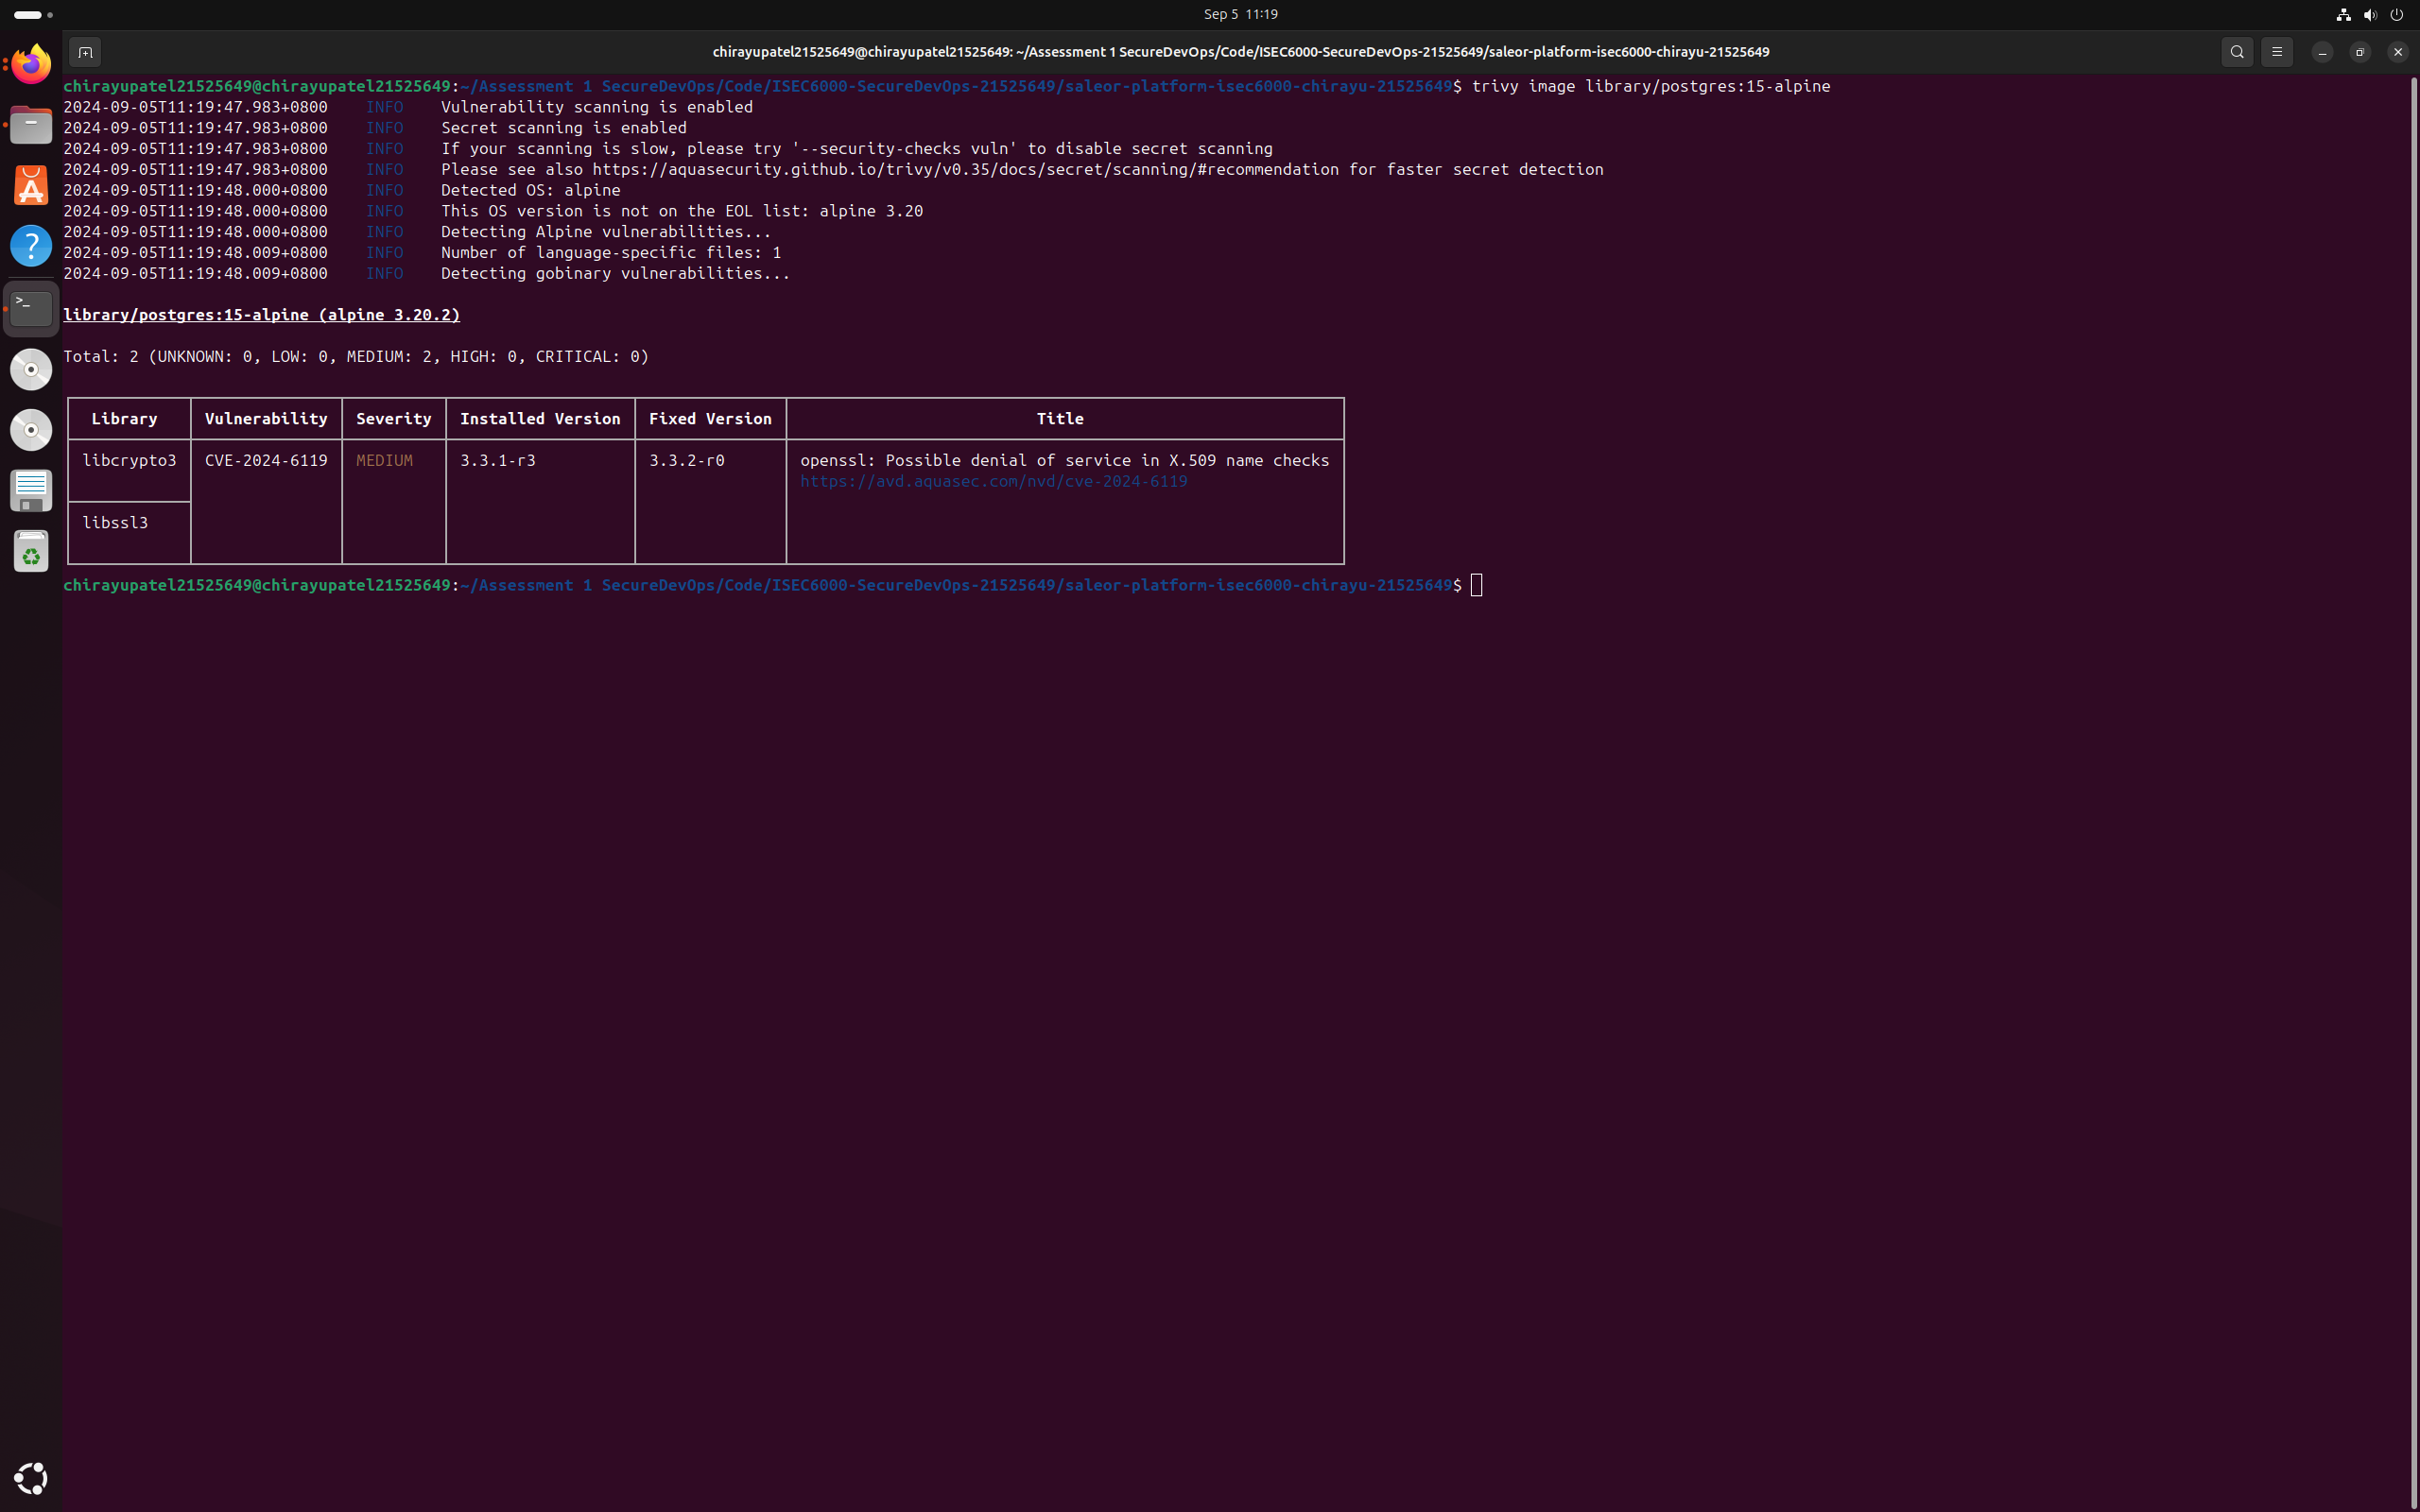 Sep 5 11:19
chirayupatel21525649@chirayupatel21525649: ~/Assessment 1 SecureDevOps/Code/ISEC6000-SecureDevOps-21525649/saleor-platform-isec6000-chirayu-21525649
chirayupatel21525649@chirayupatel21525649:~/Assessment 1 SecureDevOps/Code/ISEC6000-SecureDevOps-21525649/saleor-platform-isec6000-chirayu-21525649$ trivy image library/postgres:15-alpine
2024-09-05T11:19:47.983+0800 INFO Vulnerability scanning is enabled
2024-09-05T11:19:47.983+0800 INFO Secret scanning is enabled
2024-09-05T11:19:47.983+0800 INFO If your scanning is slow, please try '--security-checks vuln' to disable secret scanning
2024-09-05T11:19:47.983+0800 INFO Please see also https://aquasecurity.github.io/trivy/v0.35/docs/secret/scanning/#recommendation for faster secret detection
2024-09-05T11:19:48.000+0800 INFO Detected OS: alpine
2024-09-05T11:19:48.000+0800 INFO This OS version is not on the EOL list: alpine 3.20
2024-09-05T11:19:48.000+0800 INFO Detecting Alpine vulnerabilities...
2024-09-05T11:19:48.009+0800 INFO Number of language-specific files: 1
2024-09-05T11:19:48.009+0800 INFO Detecting gobinary vulnerabilities...
library/postgres:15-alpine (alpine 3.20.2)
Total: 2 (UNKNOWN: 0, LOW: 0, MEDIUM: 2, HIGH: 0, CRITICAL: 0)
Library Vulnerability Severity Installed Version Fixed Version Title
libcrypto3 CVE-2024-6119 MEDIUM 3.3.1-r3 3.3.2-r0 openssl: Possible denial of service in X.509 name checks
https://avd.aquasec.com/nvd/cve-2024-6119
libssl3
chirayupatel21525649@chirayupatel21525649:~/Assessment 1 SecureDevOps/Code/ISEC6000-SecureDevOps-21525649/saleor-platform-isec6000-chirayu-21525649$